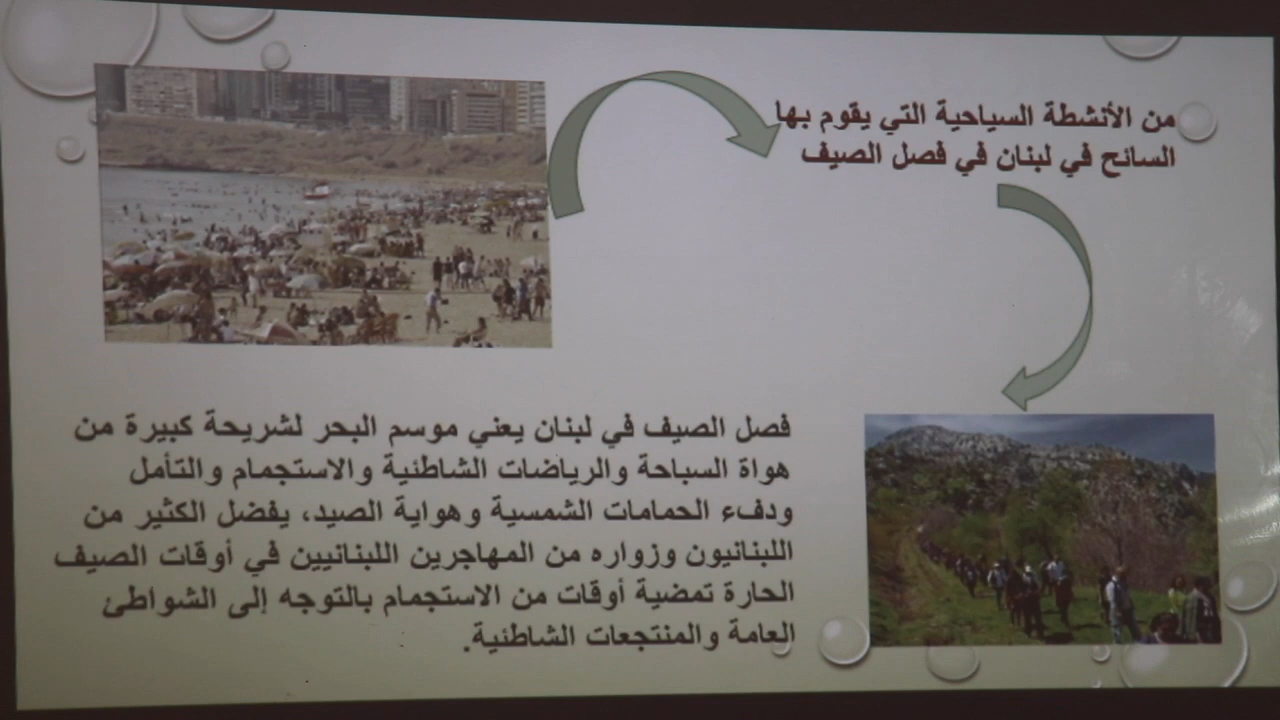 من الأنشطة السياحية التي يقوم بها
السائح في لبنان في فصل الصيف
فصل الصيف في لبنان يعني موسم البحر لشريحة كبيرة من
هواة السباحة والرياضات الشاطئية والاستجمام والتأمل
ودفء الحمامات الشمسية وهواية الصيد، يفضل الكثير من
اللبنانيون وزواره من المهاجرين اللبنانيين في أوقات الصيف
الحارة تمضية أوقات من الاستجمام بالتوجه إلى الشواطئ
العامة والمنتجعات الشاطئية.